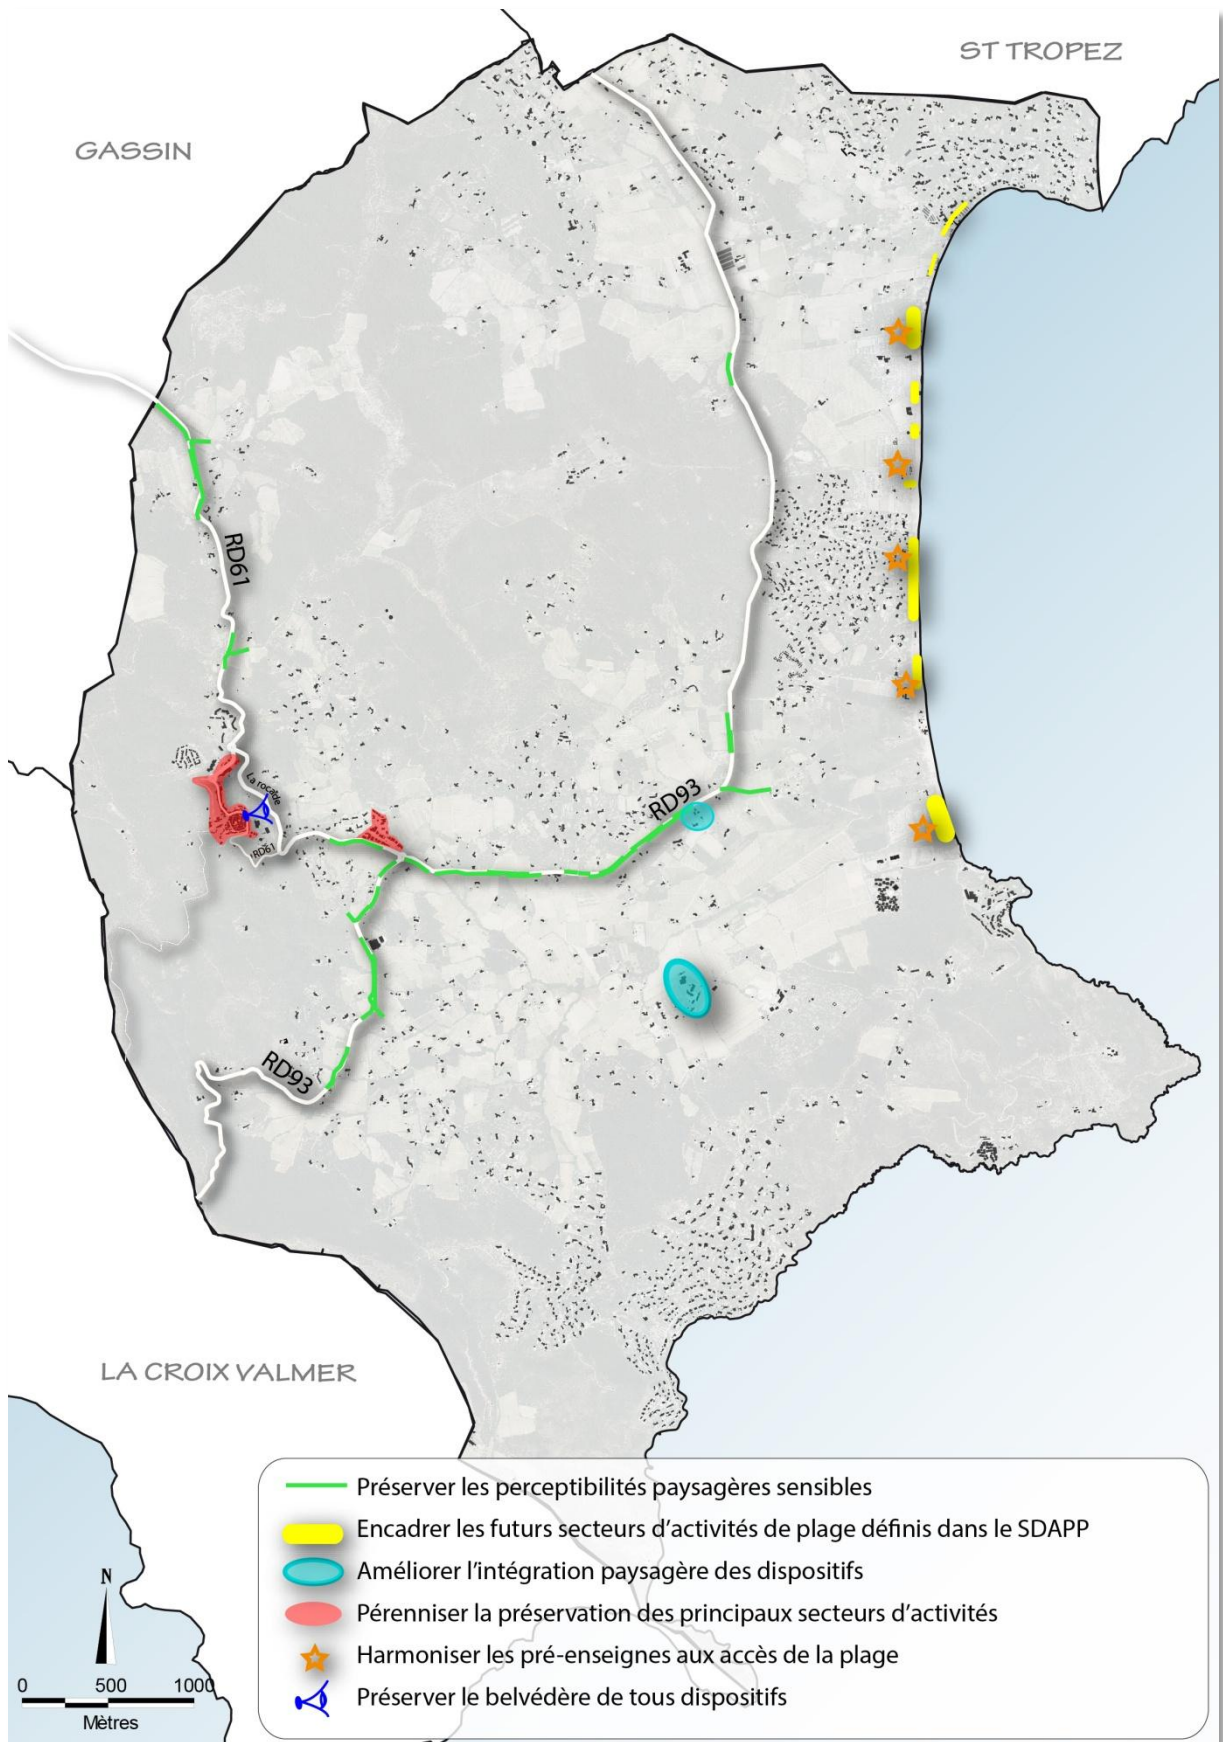 ST TROPEZ
GASSIN
RD61
La rocade
RD61
RD93
RD93
LA CROIX VALMER
Préserver les perceptibilités paysagères sensibles
Encadrer les futurs secteurs d'activités de plage définis dans le SDAPP
Améliorer l'intégration paysagère des dispositifs
Pérenniser la préservation des principaux secteurs d'activités
Harmoniser les pré-enseignes aux accès de la plage
Préserver le belvédère de tous dispositifs
N
0 500 1000
Mètres